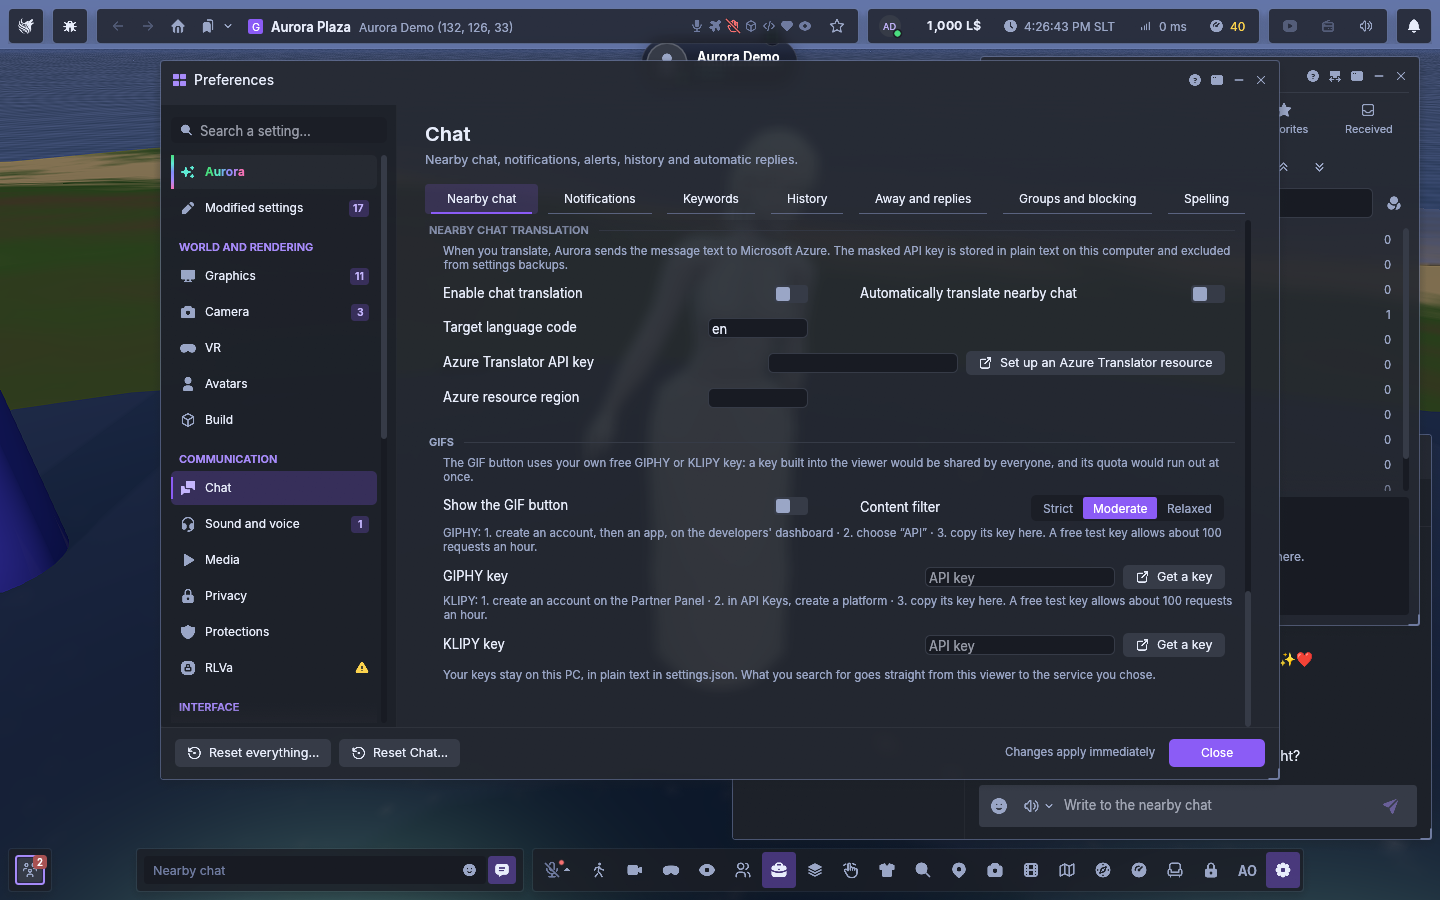 G Aurora Plaza Aurora Demo (132, 126, 33)
AD 1,000 L$ 4:26:43 PM SLT 0 ms 40
Aurora Demo
Preferences
Search a setting...
Aurora
Modified settings 17
WORLD AND RENDERING
Graphics 11
Camera 3
VR
Avatars
Build
COMMUNICATION
Chat
Sound and voice 1
Media
Privacy
Protections
RLVa
INTERFACE
Chat
Nearby chat, notifications, alerts, history and automatic replies.
Nearby chat Notifications Keywords History Away and replies Groups and blocking Spelling
NEARBY CHAT TRANSLATION
When you translate, Aurora sends the message text to Microsoft Azure. The masked API key is stored in plain text on this computer and excluded
from settings backups.
Enable chat translation Automatically translate nearby chat
Target language code en
Azure Translator API key Set up an Azure Translator resource
Azure resource region
GIFS
The GIF button uses your own free GIPHY or KLIPY key: a key built into the viewer would be shared by everyone, and its quota would run out at
once.
Show the GIF button Content filter Strict Moderate Relaxed
GIPHY: 1. create an account, then an app, on the developers' dashboard · 2. choose “API” · 3. copy its key here. A free test key allows about 100
requests an hour.
GIPHY key API key Get a key
KLIPY: 1. create an account on the Partner Panel · 2. in API Keys, create a platform · 3. copy its key here. A free test key allows about 100 requests
an hour.
KLIPY key API key Get a key
Your keys stay on this PC, in plain text in settings.json. What you search for goes straight from this viewer to the service you chose.
Reset everything... Reset Chat... Changes apply immediately Close
orites Received
0
0
0
1
0
0
0
0
0
0
0
here.
✨❤️
ht?
Write to the nearby chat
2
Nearby chat
AO